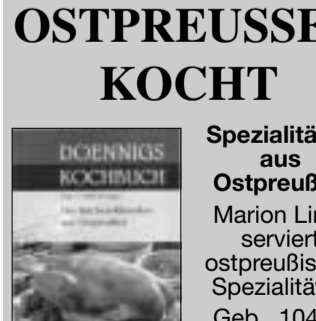 OSTPREUSSE
KOCHT
DOENNIGS
KOCHBUCH
Spezialitä
aus
Ostpreuß
Marion Lin
serviert
ostpreußis
Spezialitä
Geb., 104